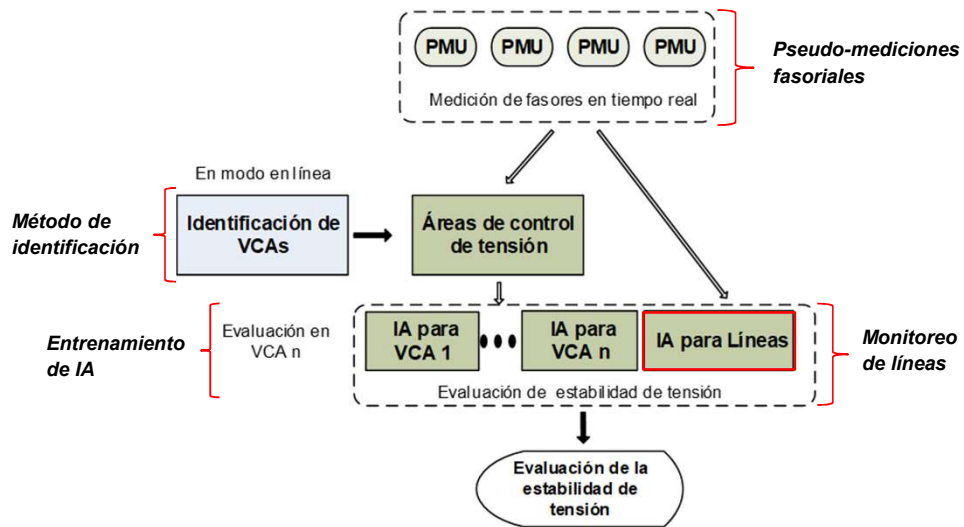 PMU PMU PMU PMU
Medición de fasores en tiempo real
Pseudo-mediciones
fasoriales
En modo en línea
Método de
identificación
Identificación de
VCAs
Áreas de control
de tensión
Entrenamiento
de IA
Evaluación en
VCA n
IA para
VCA 1
IA para
VCA n
IA para Líneas
Monitoreo
de líneas
Evaluación de estabilidad de tensión
Evaluación de la
estabilidad de
tensión